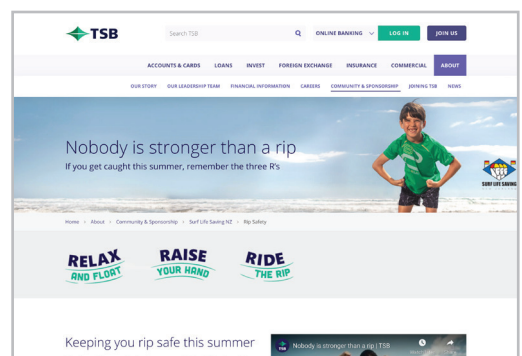 TSB
Search TSB
ONLINE BANKING
LOG IN
JOIN US
ACCOUNTS & CARDS LOANS INVEST FOREIGN EXCHANGE INSURANCE COMMERCIAL ABOUT
OUR STORY OUR LEADERSHIP TEAM FINANCIAL INFORMATION CAREERS COMMUNITY & SPONSORSHIP JOINING TSB NEWS
Nobody is stronger than a rip
If you get caught this summer, remember the three R's
SURF LIFE SAVING
Home > About > Community & Sponsorship > Surf Life Saving NZ > Rip Safety
RELAX
AND FLOAT
RAISE
YOUR HAND
RIDE
THE RIP
Keeping you rip safe this summer
Nobody is stronger than a rip | TSB